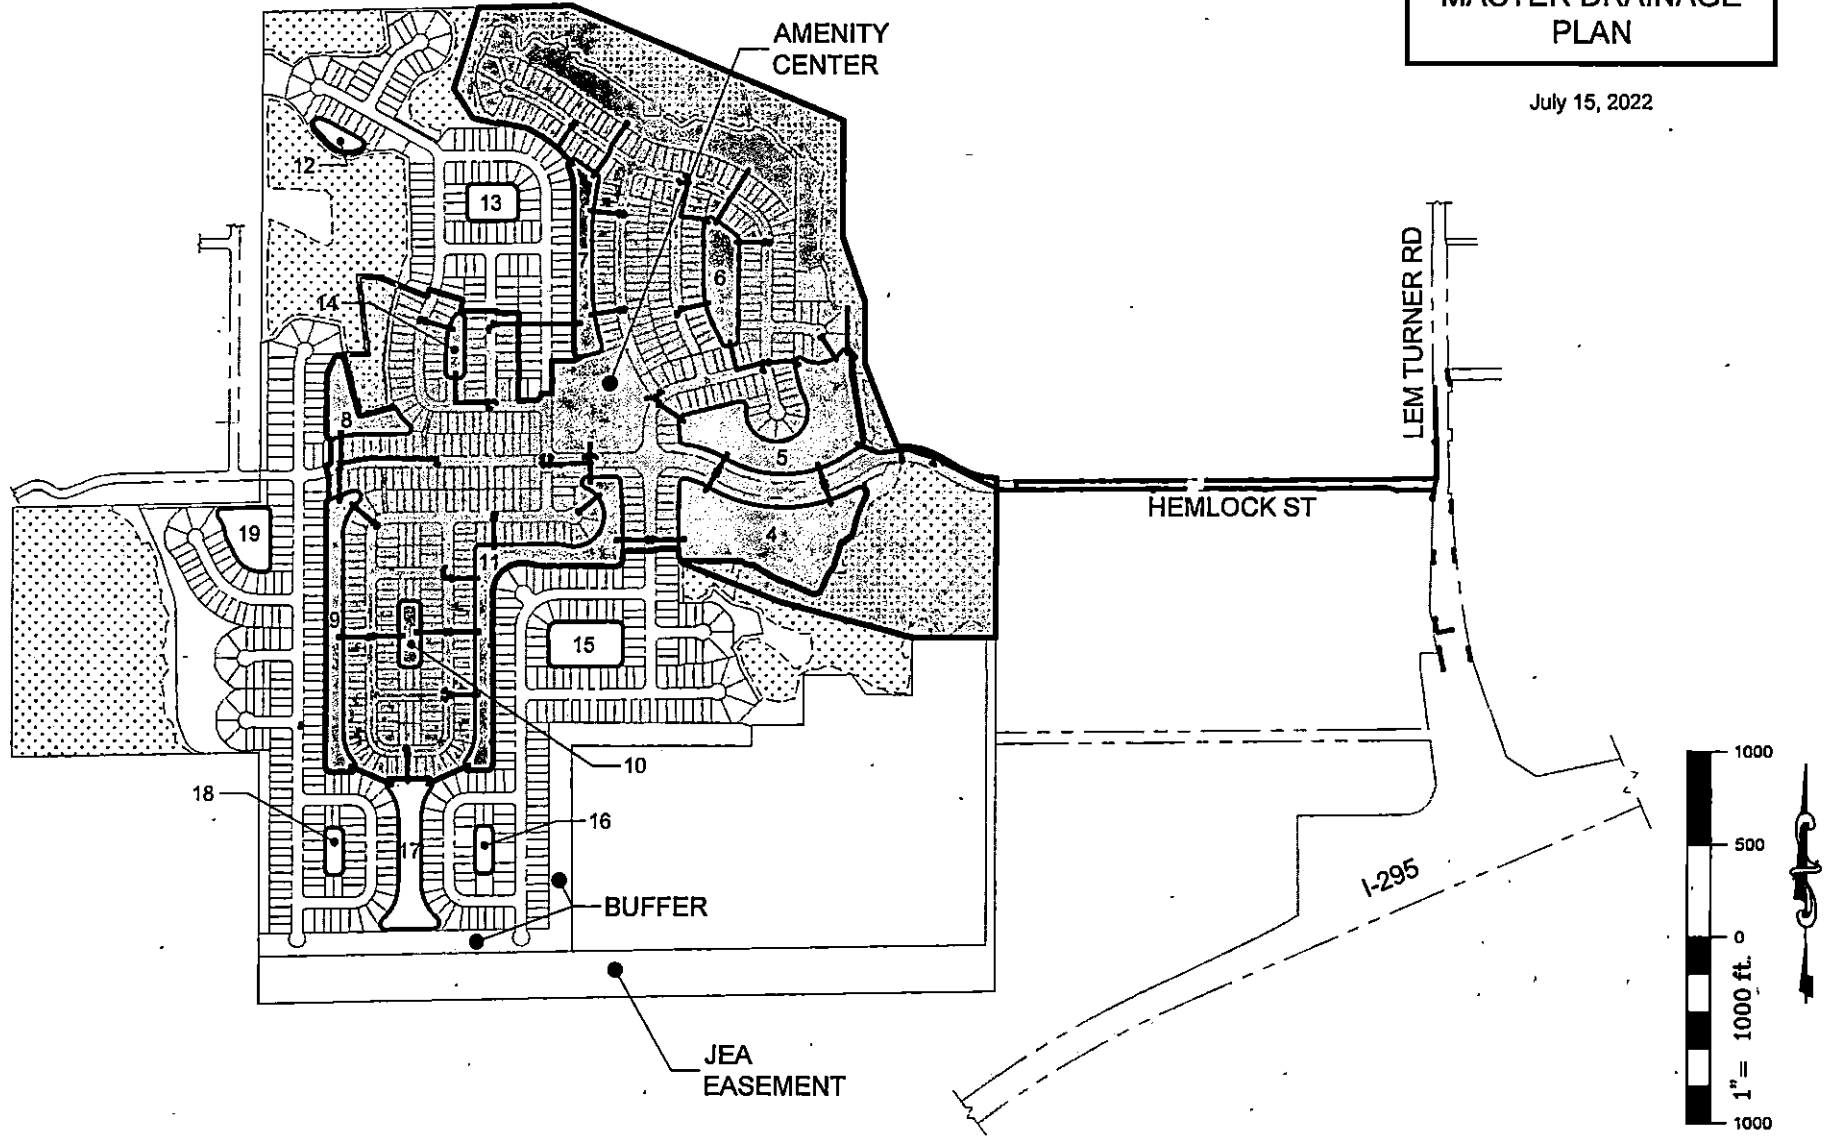 MASTER DRAINAGE
PLAN
July 15, 2022
AMENITY
CENTER
12
13
7
6
14
8
5
4
19
11
9
15
10
18
16
17
BUFFER
JEA
EASEMENT
HEMLOCK ST
LEM TURNER RD
I-295
1000
500
0
1" = 1000 ft.
1000